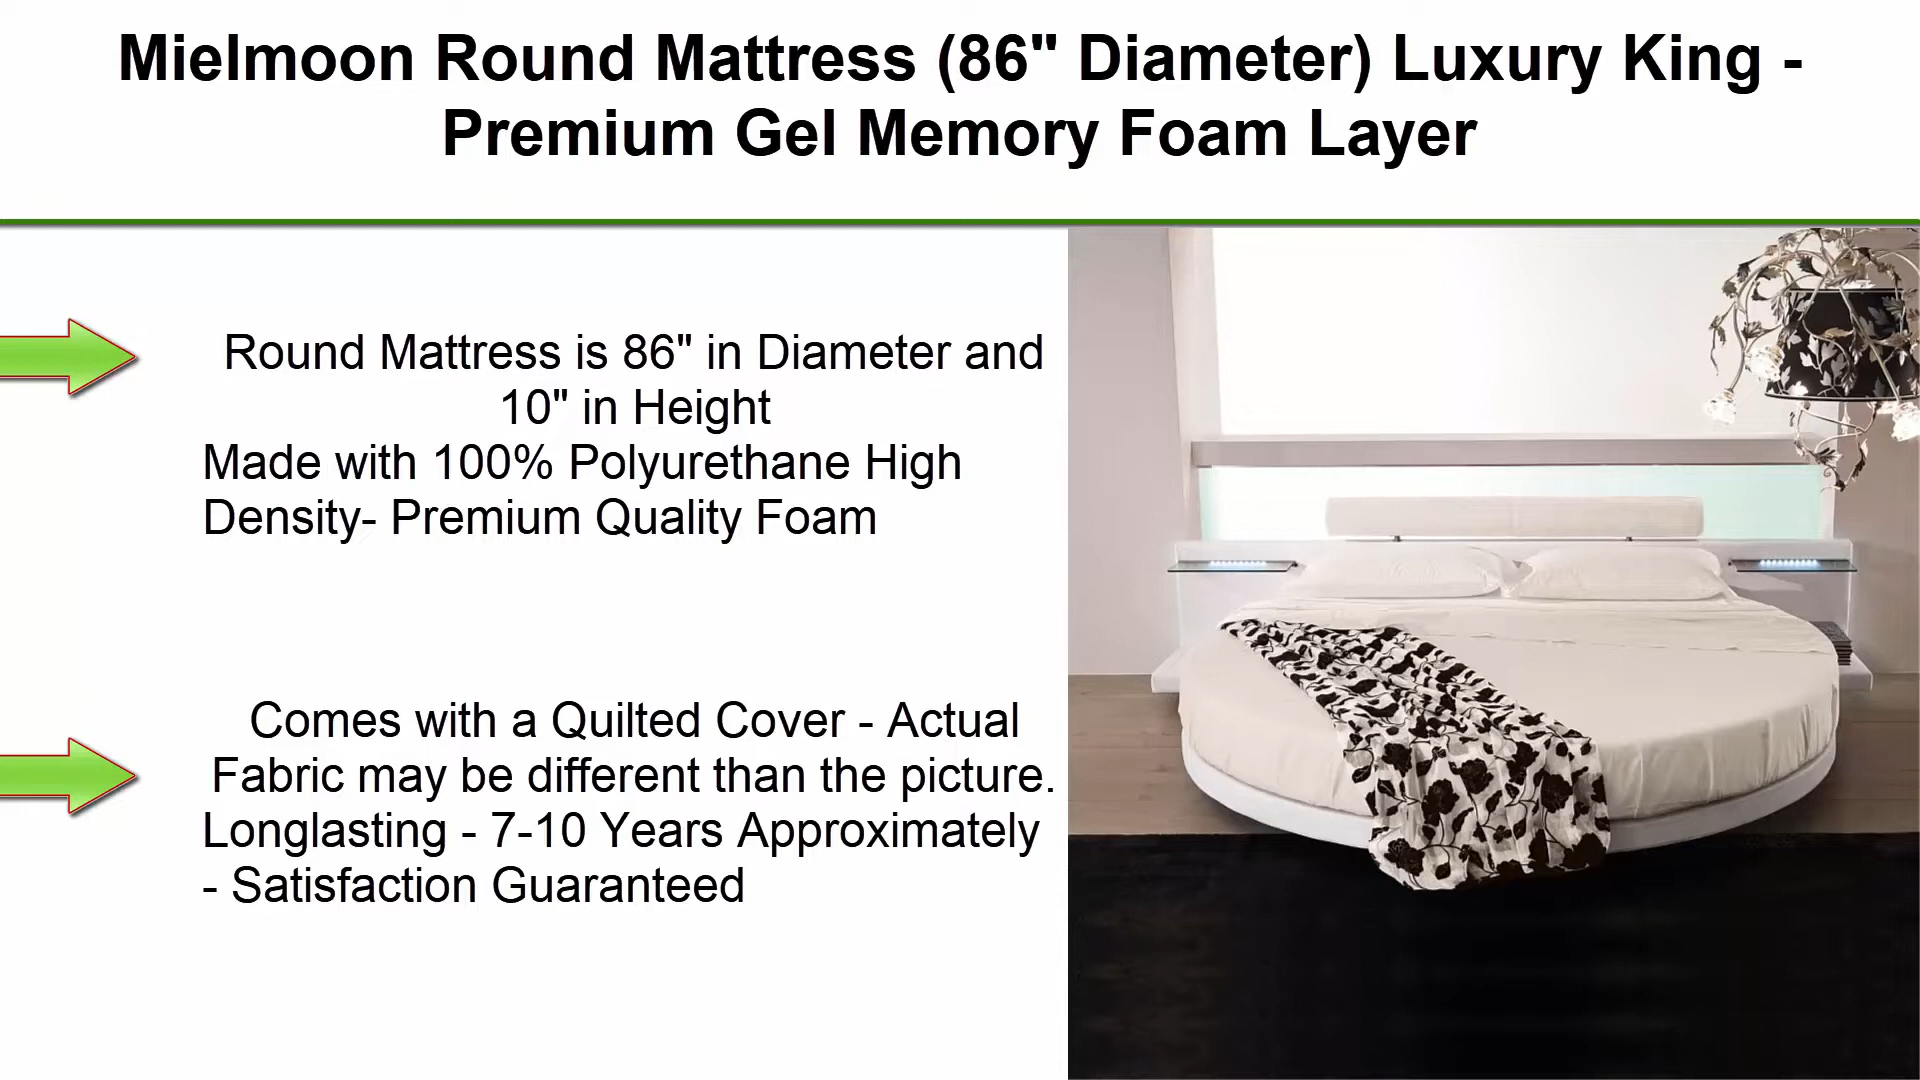 Mielmoon Round Mattress (86" Diameter) Luxury King -
Premium Gel Memory Foam Layer
Round Mattress is 86" in Diameter and
10" in Height
Made with 100% Polyurethane High
Density- Premium Quality Foam
Comes with a Quilted Cover - Actual
Fabric may be different than the picture.
Longlasting - 7-10 Years Approximately
- Satisfaction Guaranteed